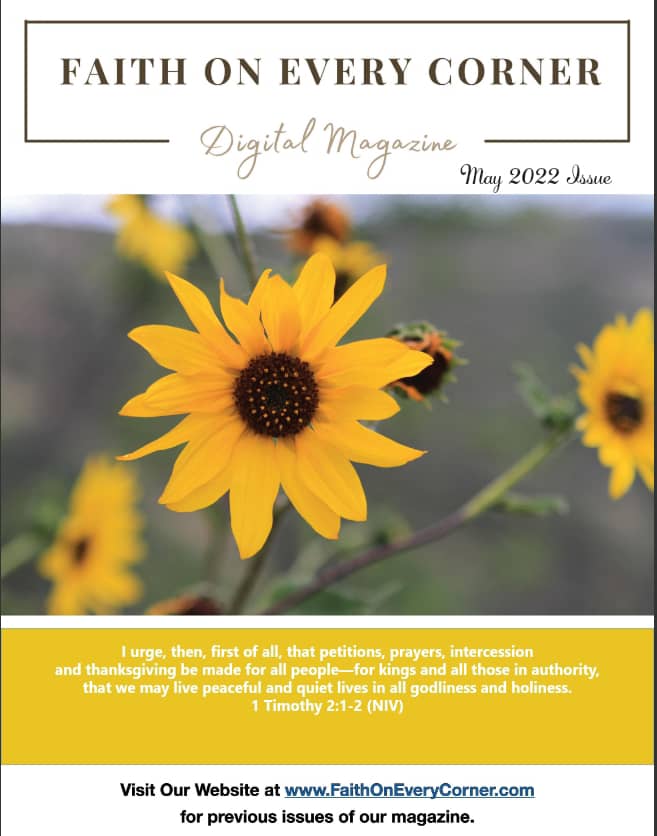 FAITH ON EVERY CORNER
Digital Magazine
May 2022 Issue
I urge, then, first of all, that petitions, prayers, intercession
and thanksgiving be made for all people—for kings and all those in authority,
that we may live peaceful and quiet lives in all godliness and holiness.
1 Timothy 2:1-2 (NIV)
Visit Our Website at www.FaithOnEveryCorner.com
for previous issues of our magazine.